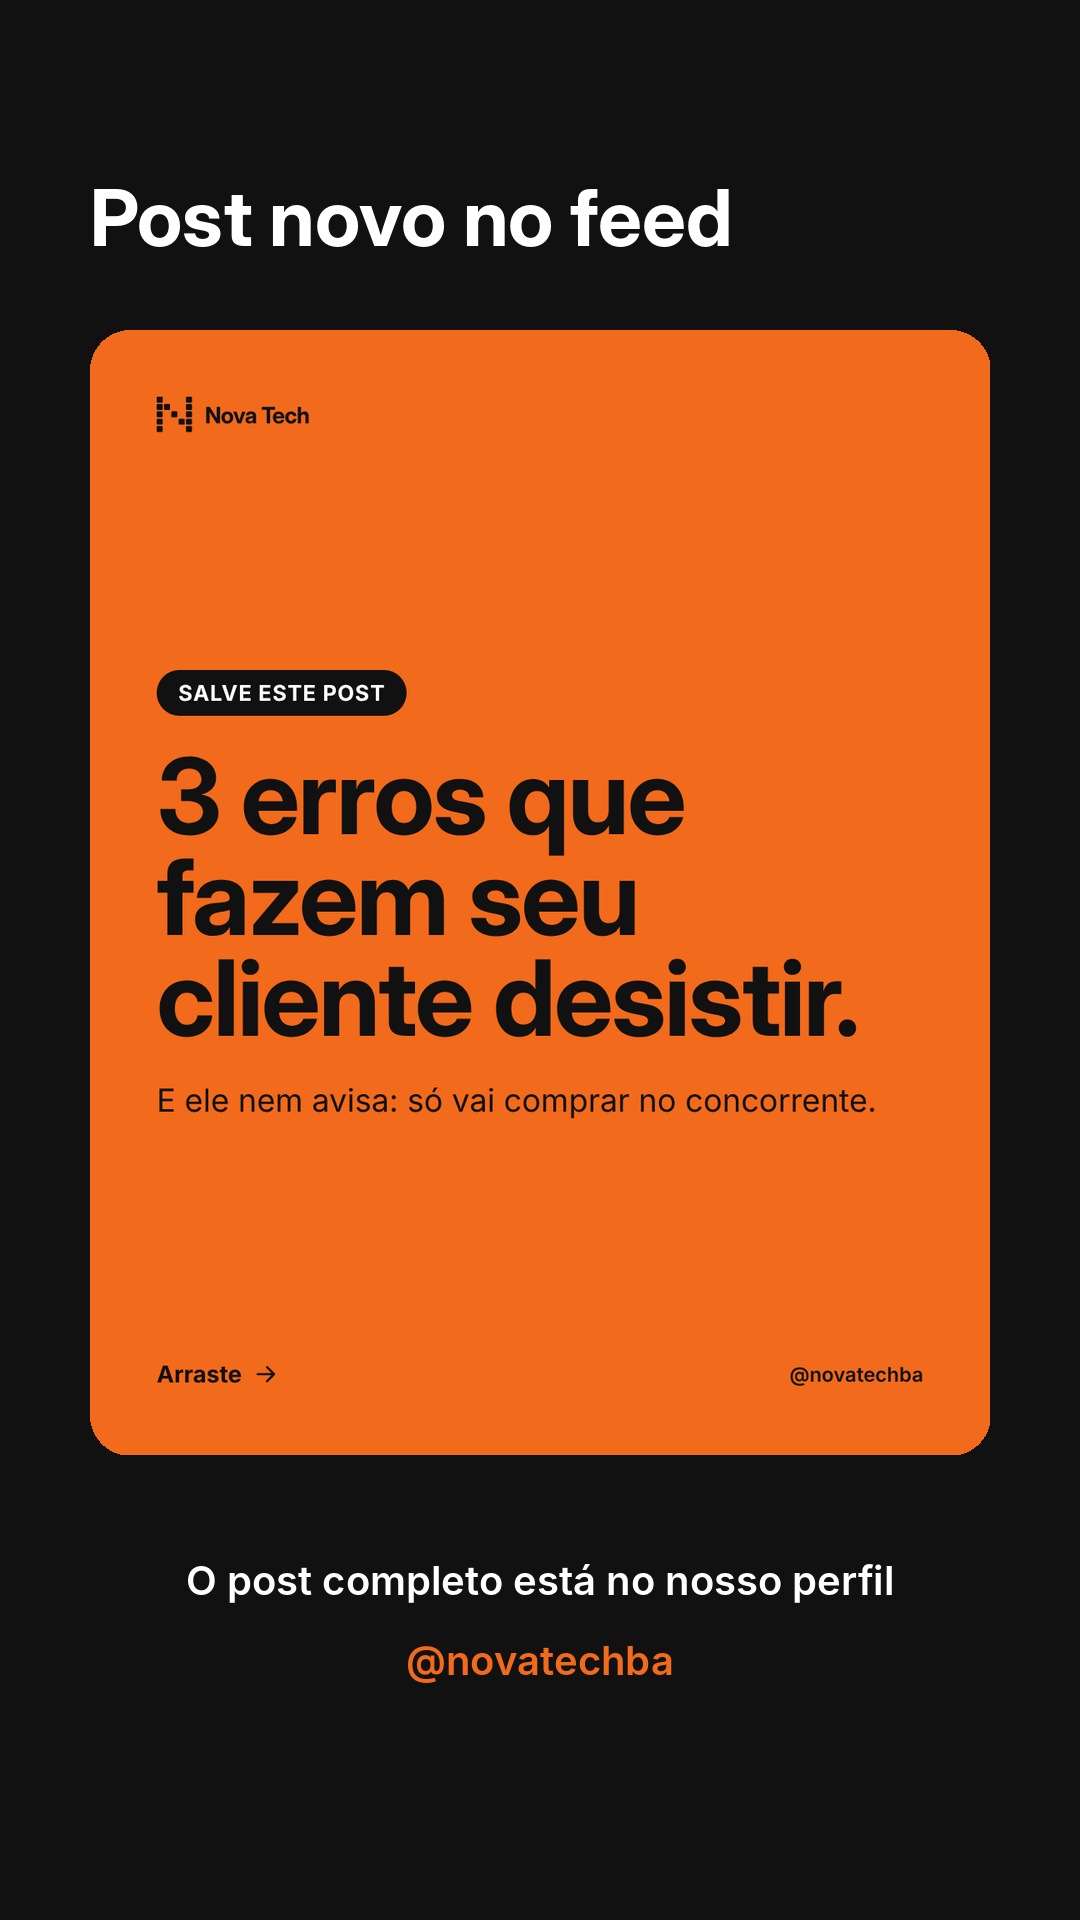 Post novo no feed
Nova Tech
SALVE ESTE POST
3 erros que
fazem seu
cliente desistir.
E ele nem avisa: só vai comprar no concorrente.
Arraste →
@novatechba
O post completo está no nosso perfil
@novatechba